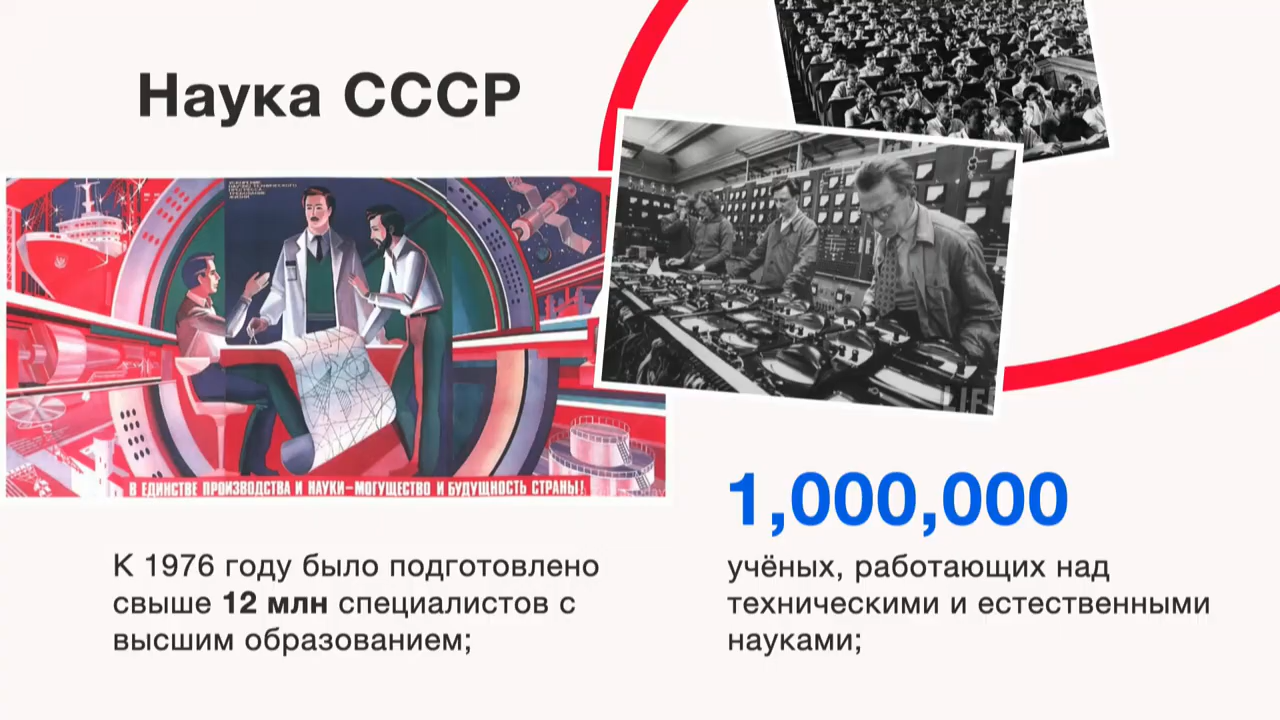 Наука СССР
В ЕДИНСТВЕ ПРОИЗВОДСТВА И НАУКИ–МОГУЩЕСТВО И БУДУЩНОСТЬ СТРАНЫ!
LIFE
1,000,000
К 1976 году было подготовлено
свыше 12 млн специалистов с
высшим образованием;
учёных, работающих над
техническими и естественными
науками;